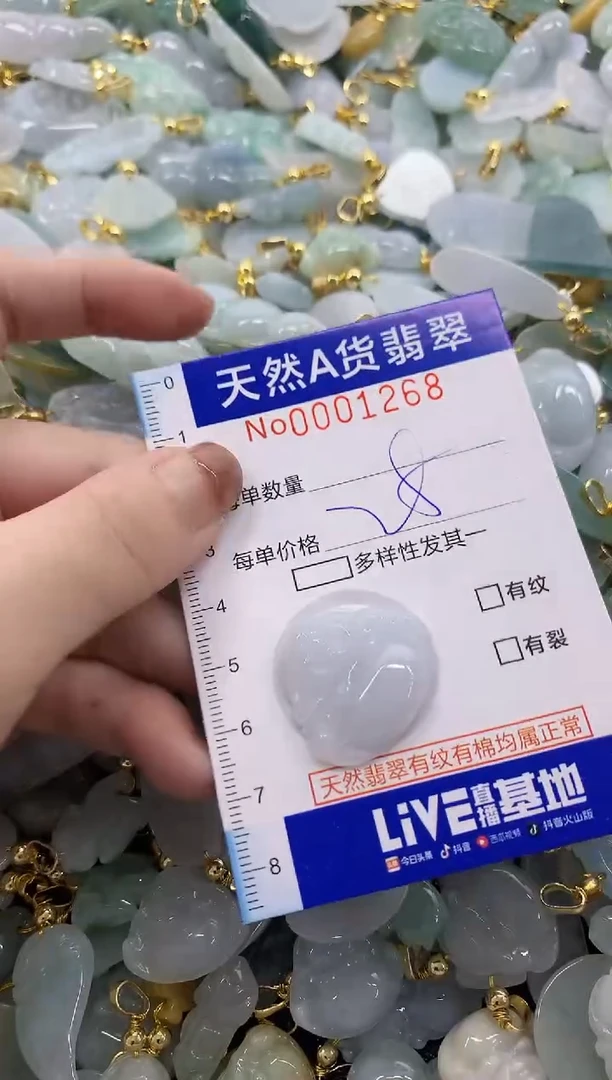 天然A货翡翠
No0001268
单数量
每单价格
多样性发其一
有纹
有裂
天然翡翠有纹有棉均属正常
LiVE直播基地
今日头条 抖音 西瓜视频 抖音火山版
0
1
3
4
5
6
7
8